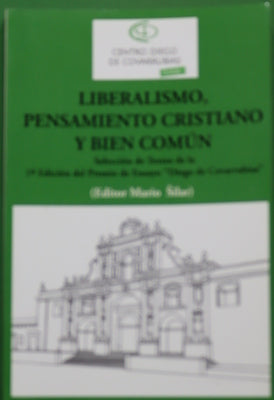 CENTRO DIEGO
DE COVARRUBIAS
LIBERALISMO,
PENSAMIENTO CRISTIANO
Y BIEN COMÚN
Selección de Textos de la
1ª Edición del Premio de Ensayo "Diego de Covarrubias"
(Editor Mario Šilar)